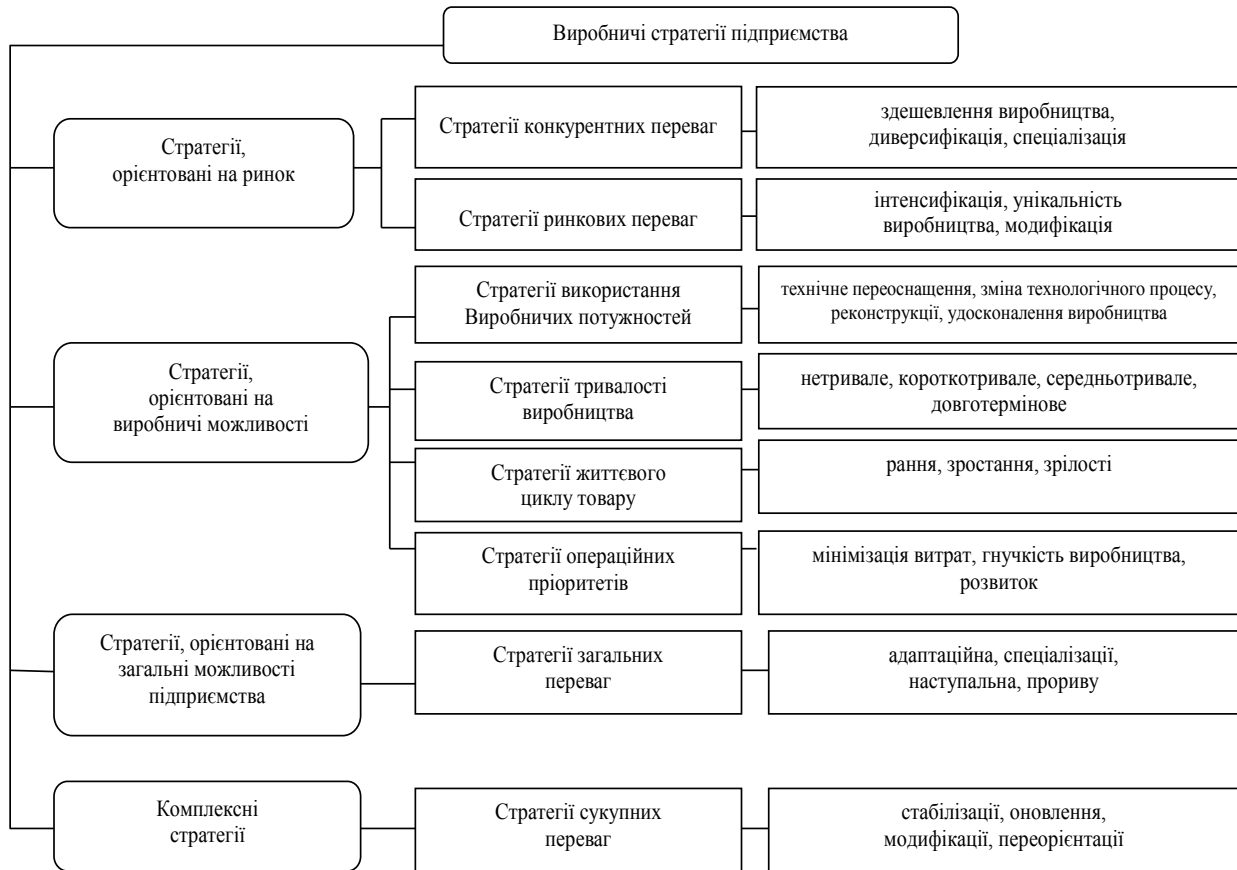 Виробничі стратегії підприємства
Стратегії,
орієнтовані на ринок
Стратегії конкурентних переваг
здешевлення виробництва,
диверсифікація, спеціалізація
Стратегії ринкових переваг
інтенсифікація, унікальність
виробництва, модифікація
Стратегії,
орієнтовані на
виробничі можливості
Стратегії використання
Виробничих потужностей
технічне переоснащення, зміна технологічного процесу,
реконструкції, удосконалення виробництва
Стратегії тривалості
виробництва
нетривале, короткотривале, середньотривале,
довготермінове
Стратегії життєвого
циклу товару
рання, зростання, зрілості
Стратегії операційних
пріоритетів
мінімізація витрат, гнучкість виробництва,
розвиток
Стратегії, орієнтовані на
загальні можливості
підприємства
Стратегії загальних
переваг
адаптаційна, спеціалізації,
наступальна, прориву
Комплексні
стратегії
Стратегії сукупних
переваг
стабілізації, оновлення,
модифікації, переорієнтації